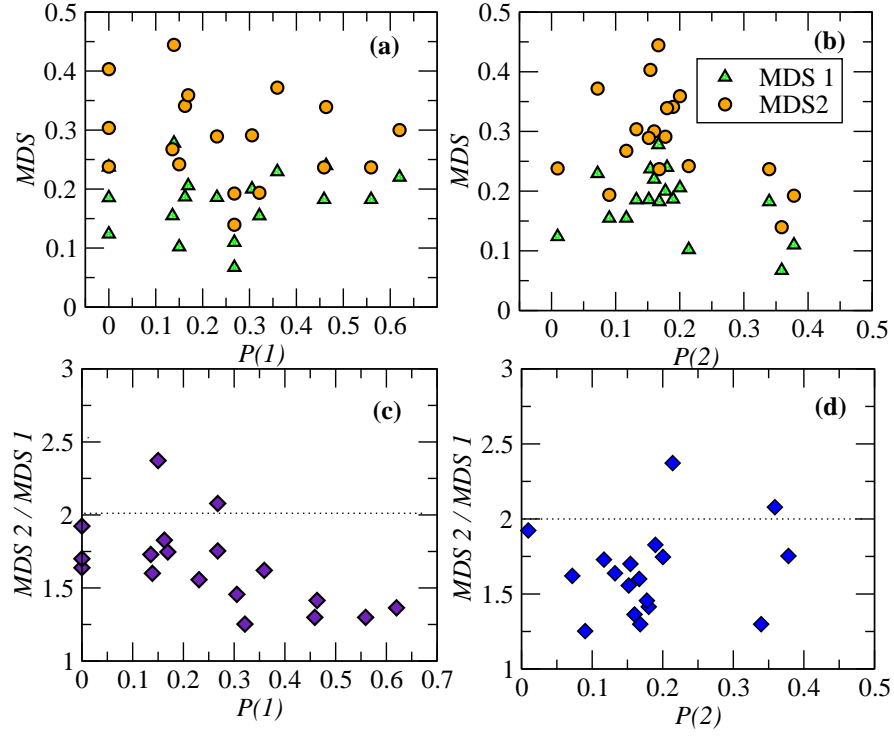 0.5
0.4
0.3
0.2
0.1
0
MDS
(a)
0 0.1 0.2 0.3 0.4 0.5 0.6
P(1)
0.5
0.4
0.3
0.2
0.1
0
MDS
(b)
MDS 1
MDS2
0 0.1 0.2 0.3 0.4 0.5
P(2)
3
2.5
2
1.5
1
MDS 2 / MDS 1
(c)
0 0.1 0.2 0.3 0.4 0.5 0.6 0.7
P(1)
3
2.5
2
1.5
1
MDS 2 / MDS 1
(d)
0 0.1 0.2 0.3 0.4 0.5
P(2)